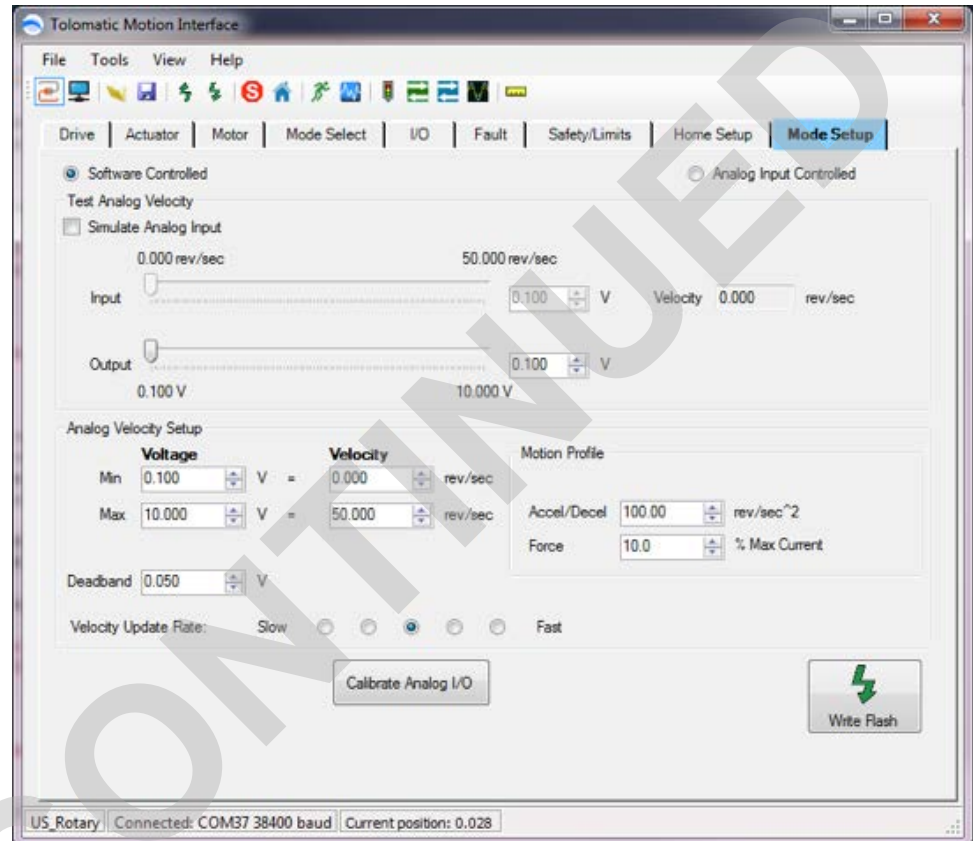 Tolomatic Motion Interface
File Tools View Help
Drive Actuator Motor Mode Select I/O Fault Safety/Limits Home Setup Mode Setup
Software Controlled Analog Input Controlled
Test Analog Velocity
Simulate Analog Input
0.000 rev/sec 50.000 rev/sec
Input 0.100 V Velocity 0.000 rev/sec
Output 0.100 V
0.100 V 10.000 V
Analog Velocity Setup
Voltage Velocity Motion Profile
Min 0.100 V = 0.000 rev/sec
Max 10.000 V = 50.000 rev/sec Accel/Decel 100.00 rev/sec^2
Force 10.0 % Max Current
Deadband 0.050 V
Velocity Update Rate: Slow Fast
Calibrate Analog I/O
Write Flash
US_Rotary Connected: COM37 38400 baud Current position: 0.028
CONTINUED